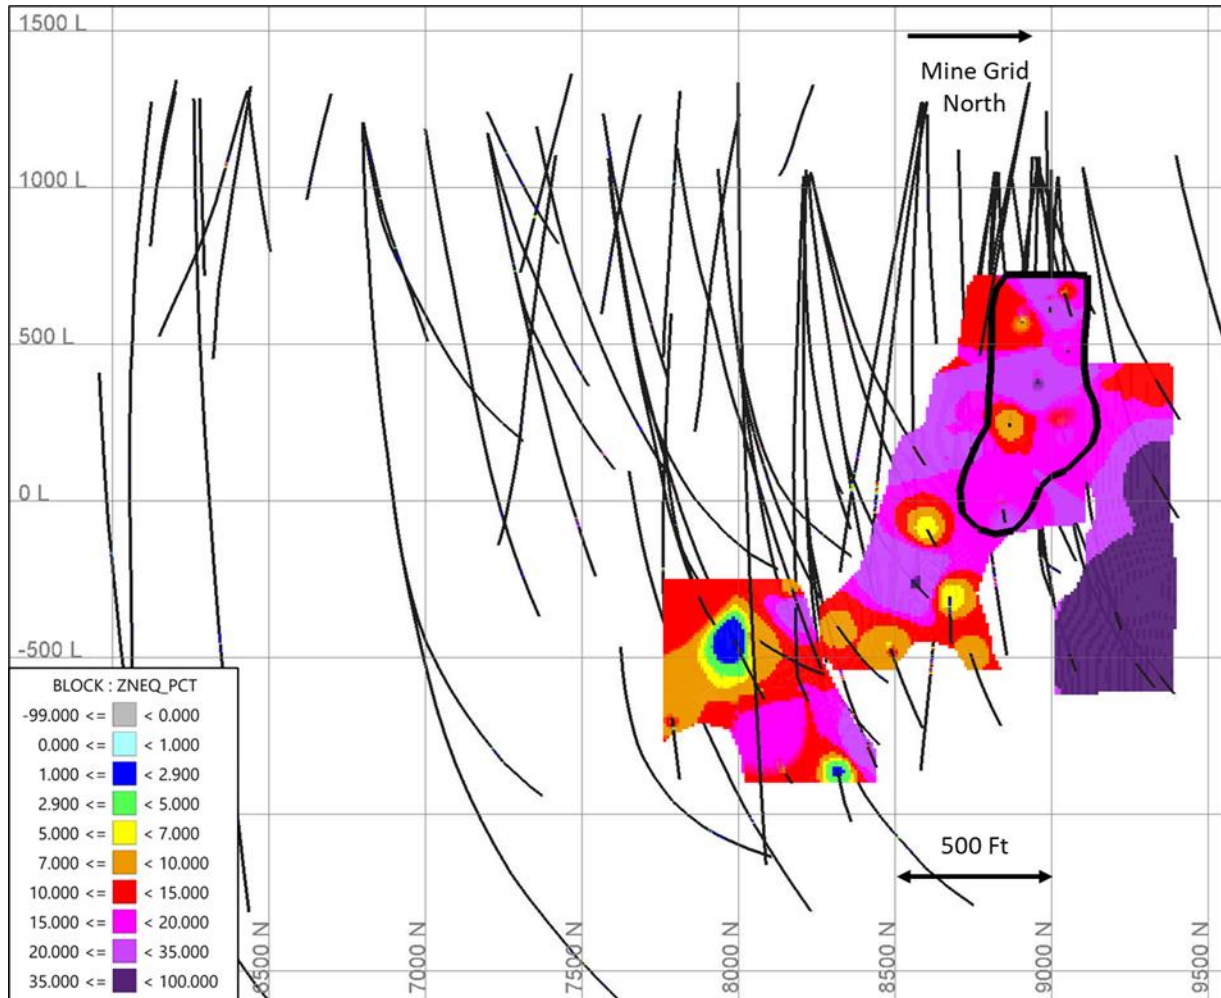 1500 L
Mine Grid
North
1000 L
500 L
0 L
-500 L
BLOCK : ZNEQ_PCT
-99.000 <= < 0.000
0.000 <= < 1.000
1.000 <= < 2.900
2.900 <= < 5.000
5.000 <= < 7.000
7.000 <= < 10.000
10.000 <= < 15.000
15.000 <= < 20.000
20.000 <= < 35.000
35.000 <= < 100.000
500 Ft
6500 N
7000 N
7500 N
8000 N
8500 N
9000 N
9500 N